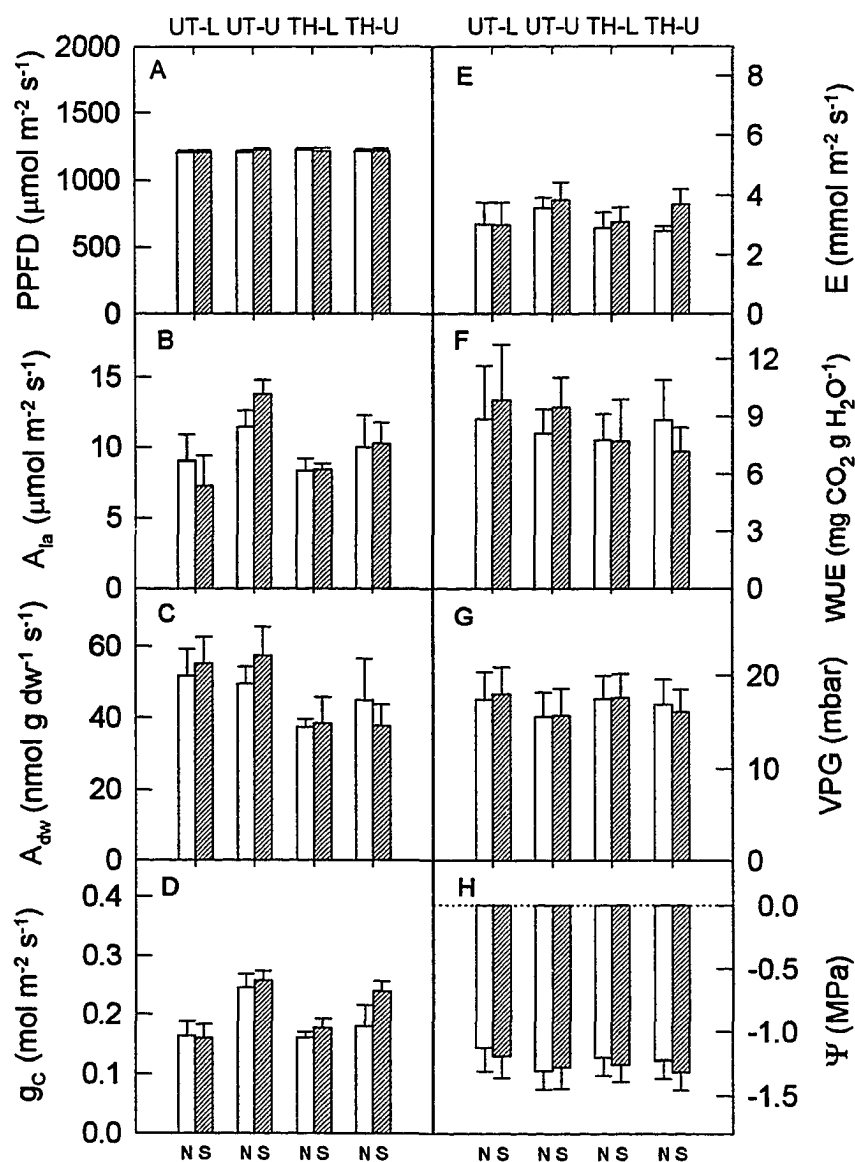 UT-L UT-U TH-L TH-U UT-L UT-U TH-L TH-U
A
PPFD (μmol m-2 s-1)
2000
1500
1000
500
0
E
E (mmol m-2 s-1)
8
6
4
2
0
B
Ala (μmol m-2 s-1)
15
10
5
0
F
WUE (mg CO2 g H2O-1)
12
9
6
3
0
C
Adw (nmol g dw-1 s-1)
60
40
20
0
G
VPG (mbar)
20
10
0
D
gC (mol m-2 s-1)
0.4
0.3
0.2
0.1
0.0
H
Ψ (MPa)
0.0
-0.5
-1.0
-1.5
N S N S N S N S N S N S N S N S